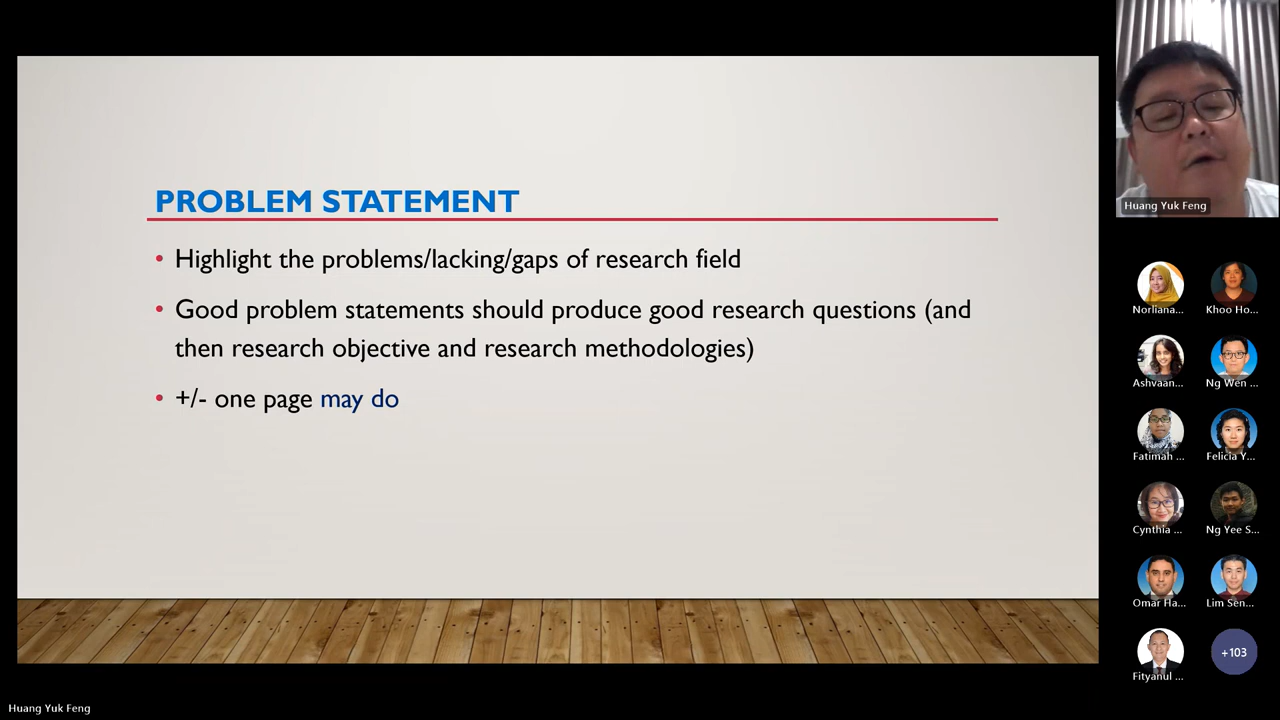 PROBLEM STATEMENT
• Highlight the problems/lacking/gaps of research field
• Good problem statements should produce good research questions (and
then research objective and research methodologies)
• +/- one page may do
Huang Yuk Feng
Norliana...
Khoo Ho...
Ashvaan...
Ng Wen ...
Fatimah ...
Felicia Y...
Cynthia ...
Ng Yee S...
Omar Ha...
Lim Sen...
Fityanul ...
+103
Huang Yuk Feng